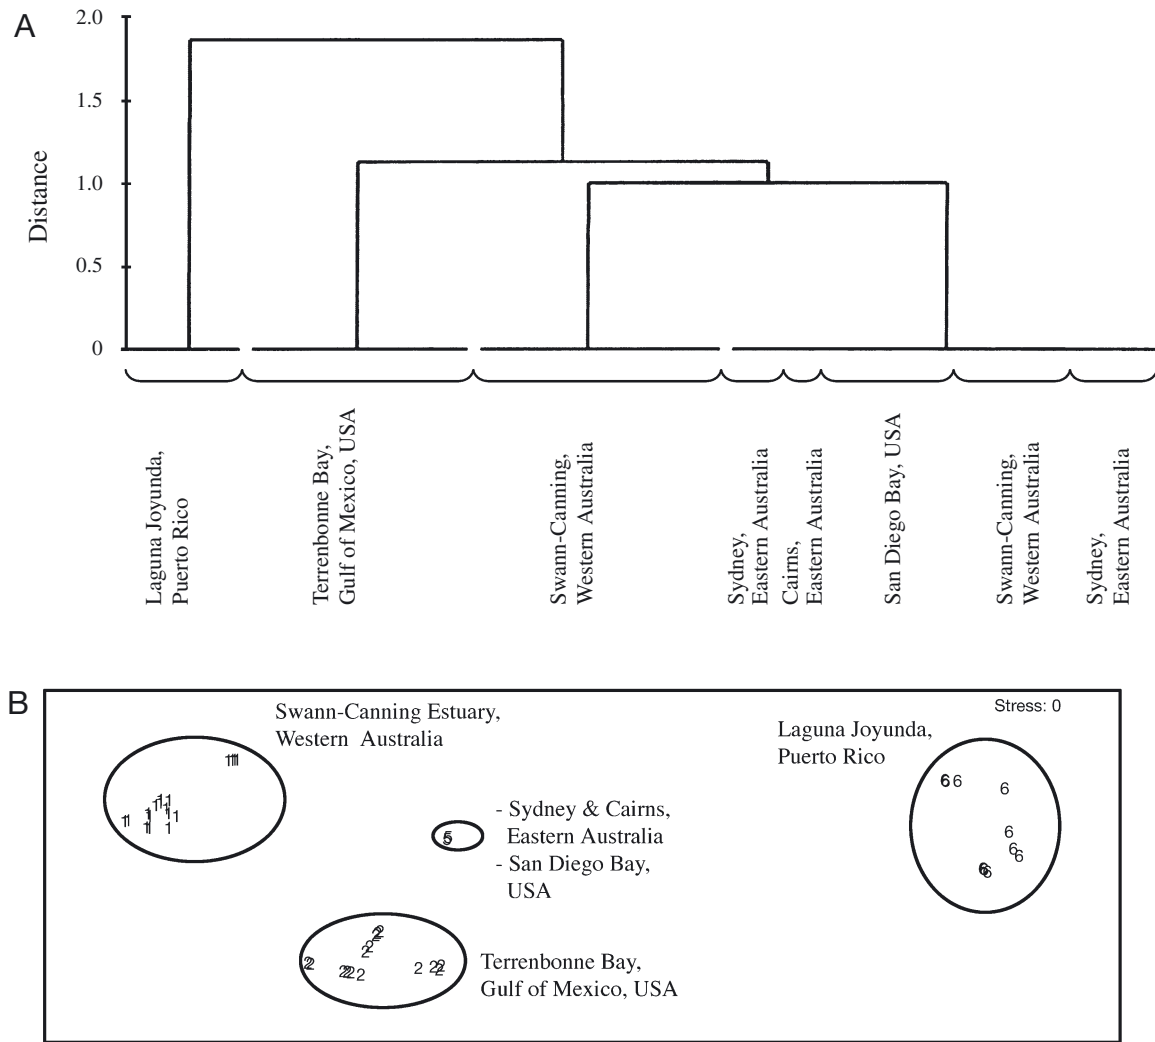 A
2.0
1.5
1.0
0.5
0
Distance
Laguna Joyunda,
Puerto Rico
Terrenbonne Bay,
Gulf of Mexico, USA
Swann-Canning,
Western Australia
Sydney,
Eastern Australia
Cairns,
Eastern Australia
San Diego Bay, USA
Swann-Canning,
Western Australia
Sydney,
Eastern Australia
B
Stress: 0
Swann-Canning Estuary,
Western Australia
Laguna Joyunda,
Puerto Rico
- Sydney & Cairns,
Eastern Australia
- San Diego Bay,
USA
Terrenbonne Bay,
Gulf of Mexico, USA